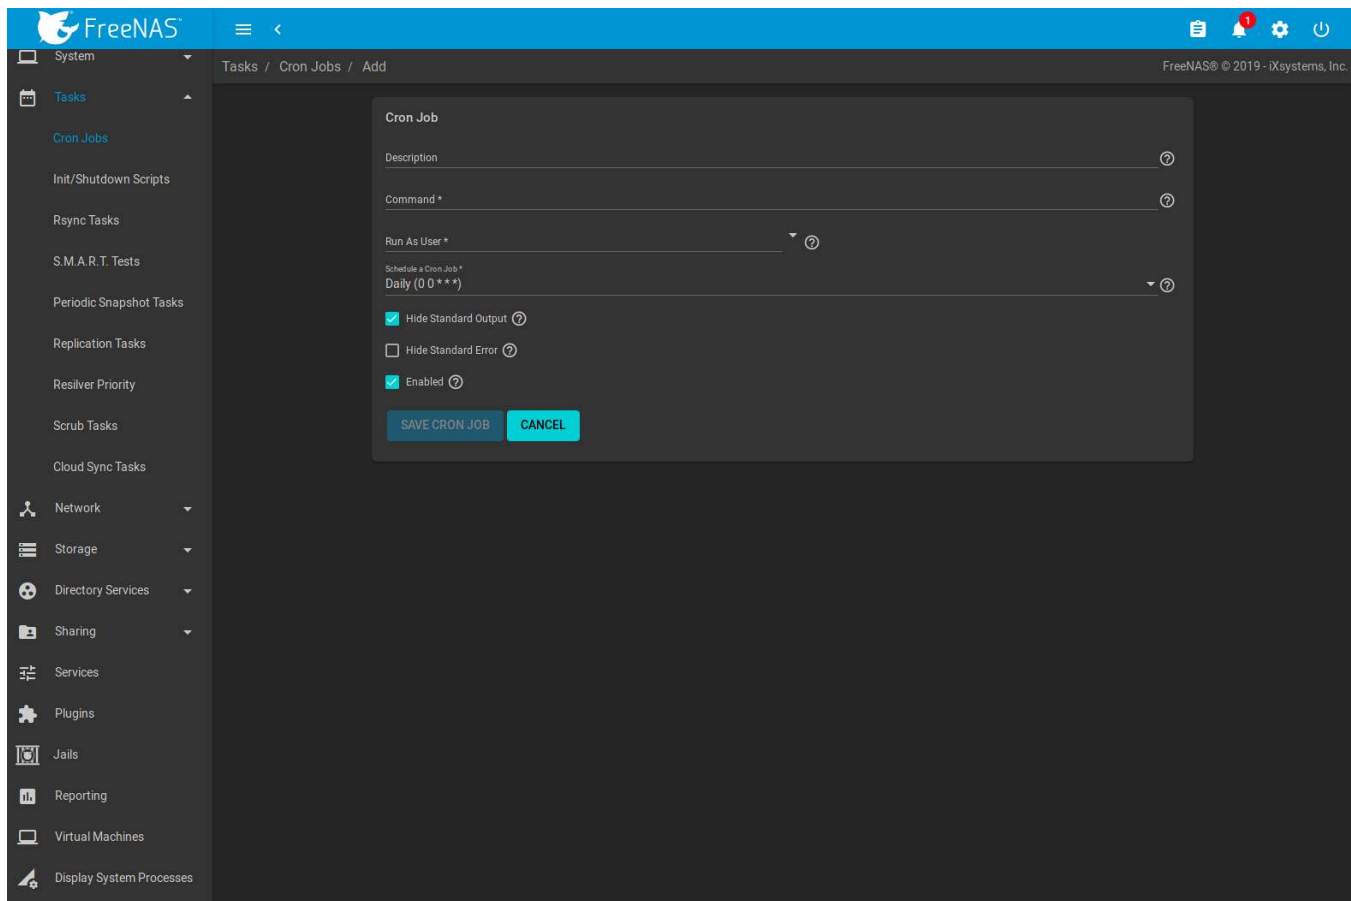 FreeNAS
1
System
Tasks / Cron Jobs / Add
FreeNAS® © 2019 - iXsystems, Inc.
Tasks
Cron Jobs
Init/Shutdown Scripts
Rsync Tasks
S.M.A.R.T. Tests
Periodic Snapshot Tasks
Replication Tasks
Resilver Priority
Scrub Tasks
Cloud Sync Tasks
Network
Storage
Directory Services
Sharing
Services
Plugins
Jails
Reporting
Virtual Machines
Display System Processes
Cron Job
Description
Command *
Run As User *
Schedule a Cron Job *
Daily (0 0 * * *)
Hide Standard Output
Hide Standard Error
Enabled
SAVE CRON JOB
CANCEL